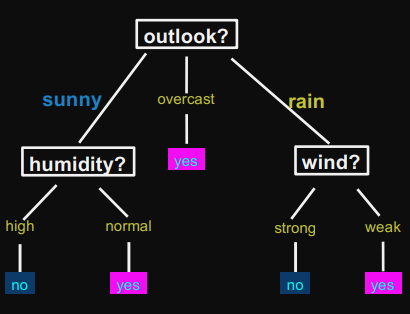 outlook?
sunny
overcast
rain
humidity?
yes
wind?
high
normal
strong
weak
no
yes
no
yes